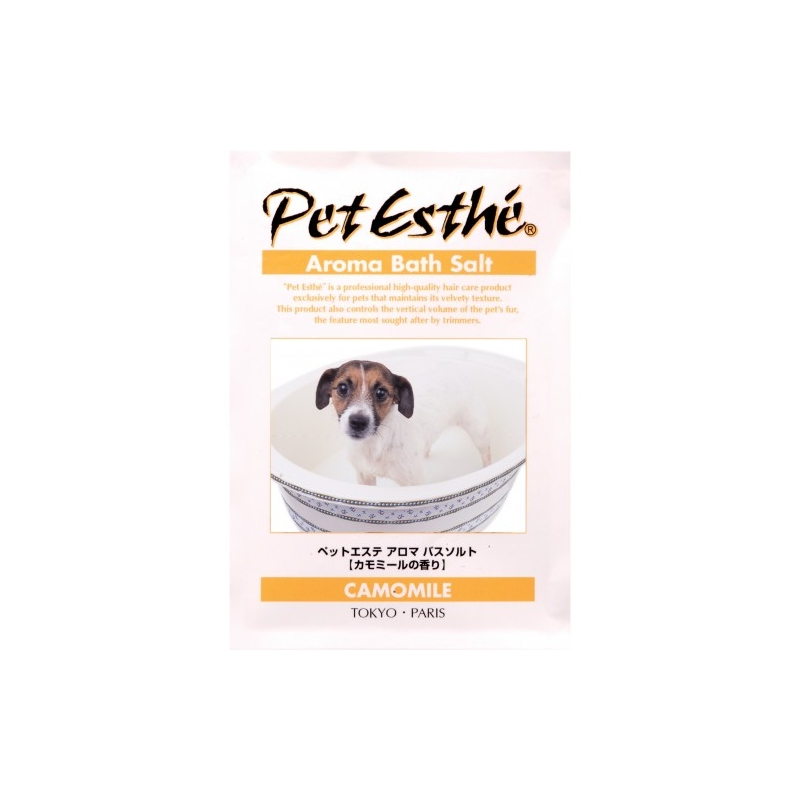 Pet Esthé®
Aroma Bath Salt
"Pet Esthé" is a professional high-quality hair care product
exclusively for pets that maintains its velvety texture.
This product also controls the vertical volume of the pet's fur,
the feature most sought after by trimmers.
ペットエステ アロマ バスソルト
【カモミールの香り】
CAMOMILE
TOKYO・PARIS